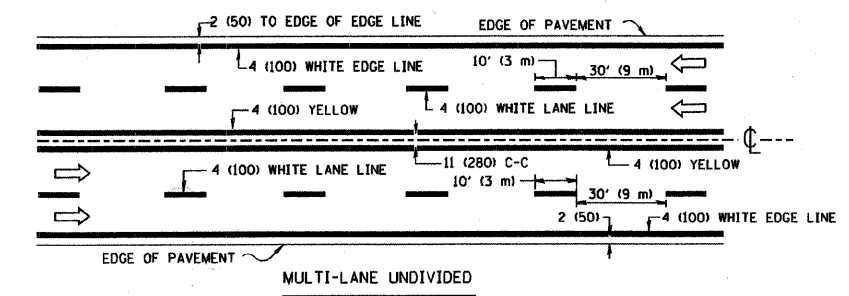 2 (50) TO EDGE OF EDGE LINE
EDGE OF PAVEMENT
4 (100) WHITE EDGE LINE
10' (3 m)
30' (9 m)
4 (100) YELLOW
4 (100) WHITE LANE LINE
℄
4 (100) WHITE LANE LINE
11 (280) C-C
4 (100) YELLOW
10' (3 m)
30' (9 m)
2 (50)
4 (100) WHITE EDGE LINE
EDGE OF PAVEMENT
MULTI-LANE UNDIVIDED